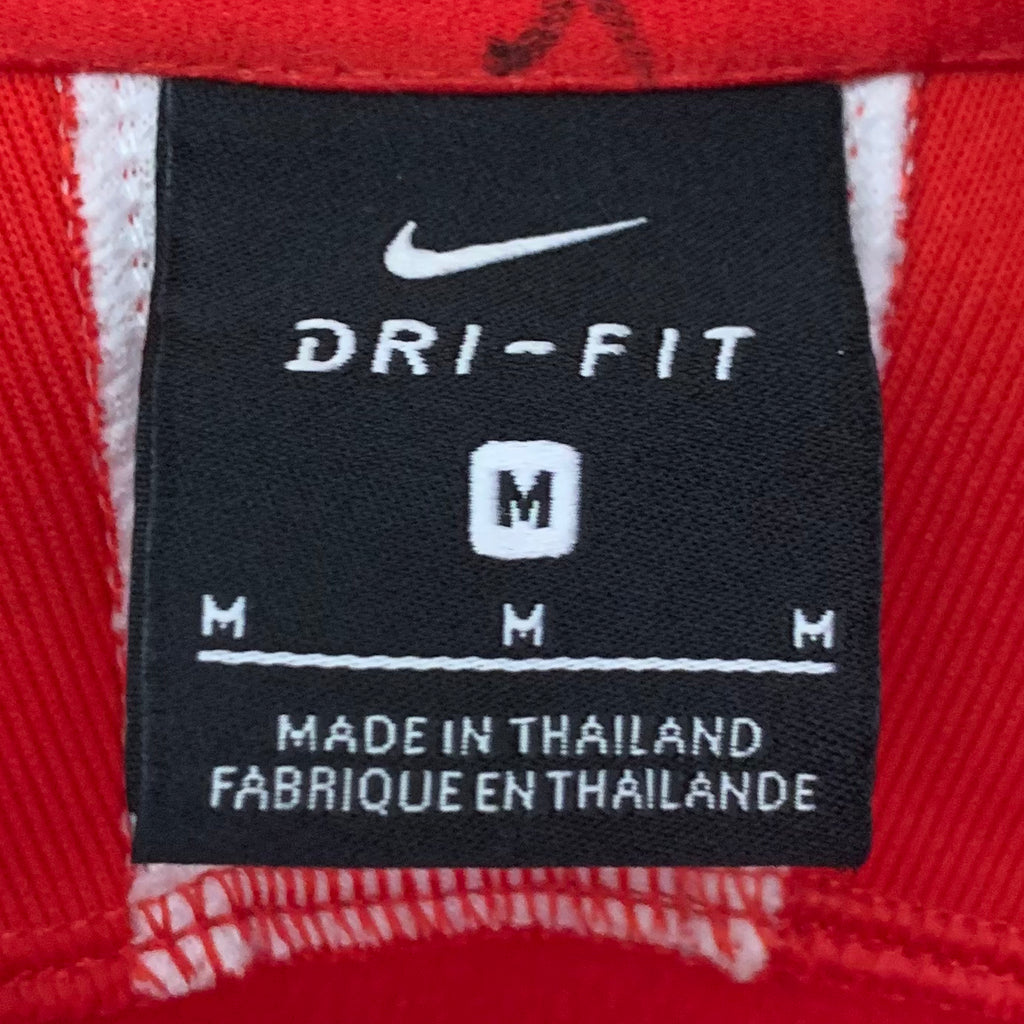 DRI-FIT
M
M M M
MADE IN THAILAND
FABRIQUE EN THAILANDE